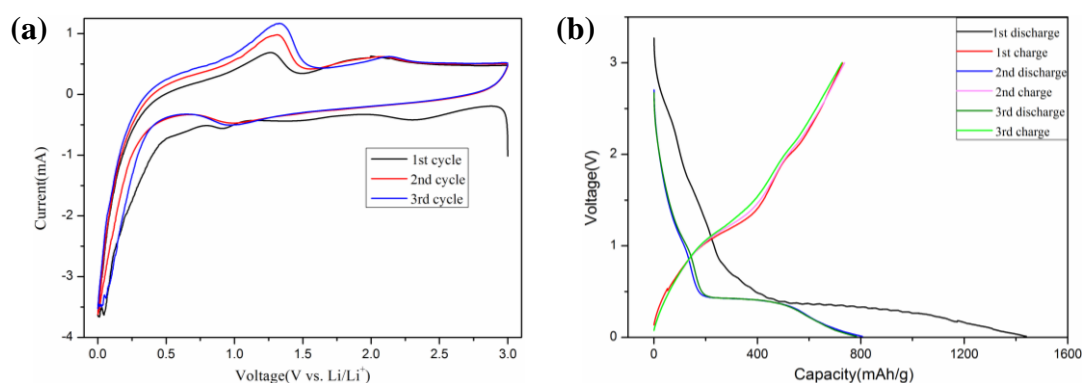 (a)
1
0
-1
-2
-3
-4
Current(mA)
1st cycle
2nd cycle
3rd cycle
0.0 0.5 1.0 1.5 2.0 2.5 3.0
Voltage(V vs. Li/Li⁺)
(b)
3
2
1
0
Voltage(V)
1st discharge
1st charge
2nd discharge
2nd charge
3rd discharge
3rd charge
0 400 800 1200 1600
Capacity(mAh/g)